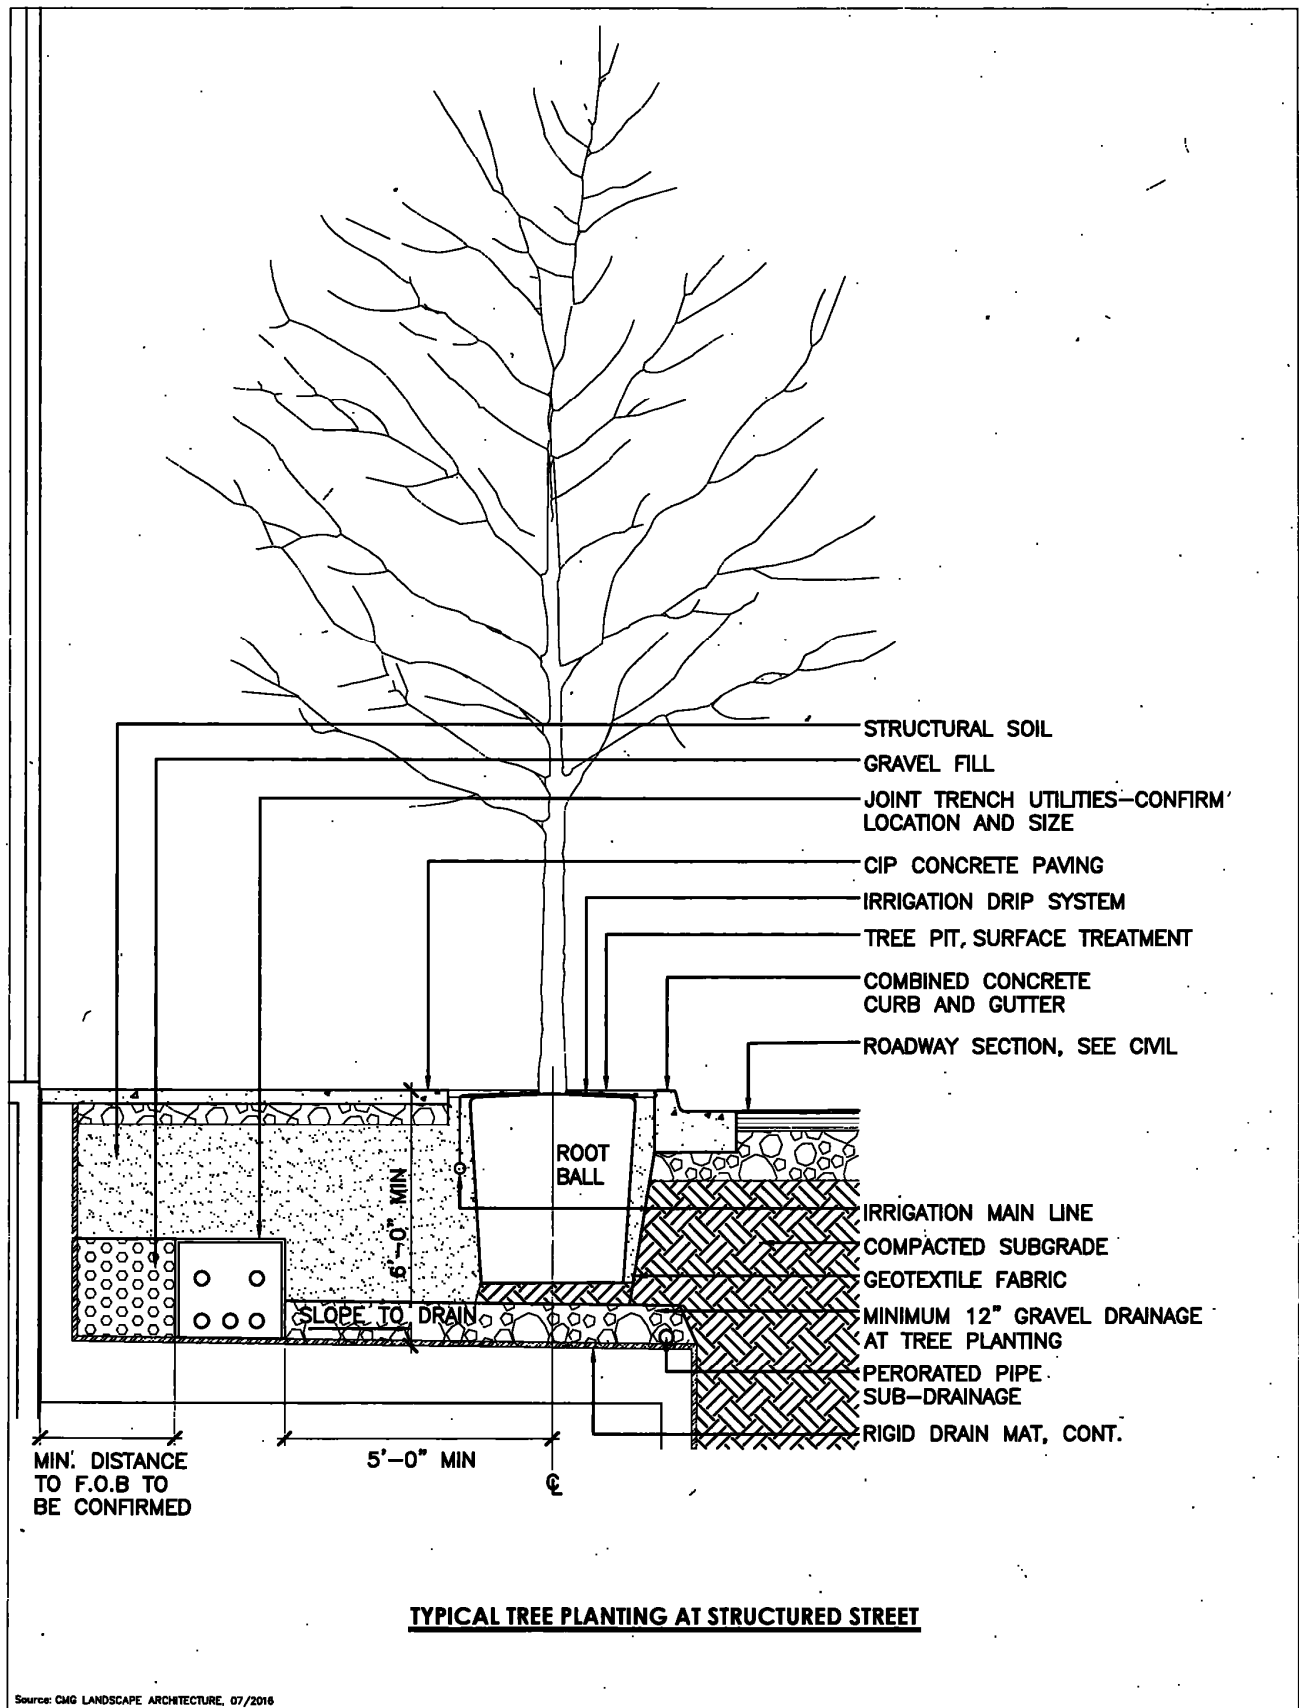 STRUCTURAL SOIL
GRAVEL FILL
JOINT TRENCH UTILITIES-CONFIRM
LOCATION AND SIZE
CIP CONCRETE PAVING
IRRIGATION DRIP SYSTEM
TREE PIT, SURFACE TREATMENT
COMBINED CONCRETE
CURB AND GUTTER
ROADWAY SECTION, SEE CIVIL
ROOT
BALL
6'-0" MIN
IRRIGATION MAIN LINE
COMPACTED SUBGRADE
GEOTEXTILE FABRIC
SLOPE TO DRAIN
MINIMUM 12" GRAVEL DRAINAGE
AT TREE PLANTING
PERORATED PIPE
SUB-DRAINAGE
RIGID DRAIN MAT, CONT.
MIN. DISTANCE
TO F.O.B TO
BE CONFIRMED
5'-0" MIN
℄
TYPICAL TREE PLANTING AT STRUCTURED STREET
Source: CMG LANDSCAPE ARCHITECTURE, 07/2016